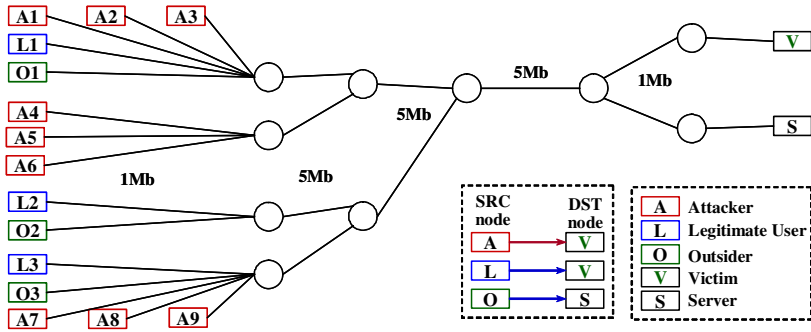 A1
A2
A3
L1
O1
A4
A5
A6
L2
O2
L3
O3
A7
A8
A9
1Mb
5Mb
5Mb
5Mb
1Mb
V
S
SRC node
DST node
A
V
L
V
O
S
A Attacker
L Legitimate User
O Outsider
V Victim
S Server